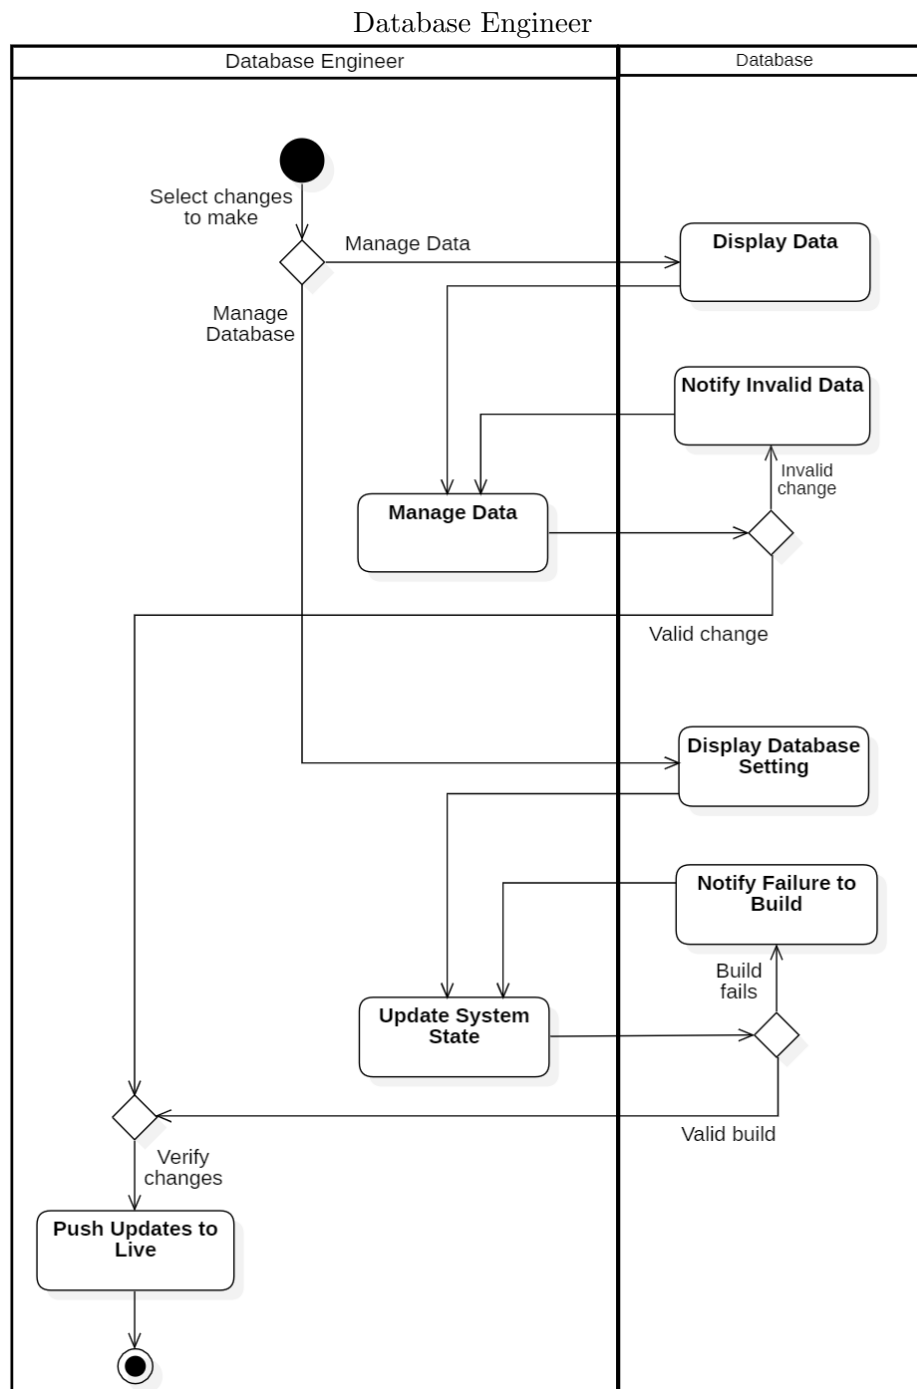 Database Engineer
Database Engineer
Database
Select changes
to make
Manage Data
Display Data
Manage
Database
Notify Invalid Data
Invalid
change
Manage Data
Valid change
Display Database
Setting
Notify Failure to
Build
Build
fails
Update System
State
Valid build
Verify
changes
Push Updates to
Live